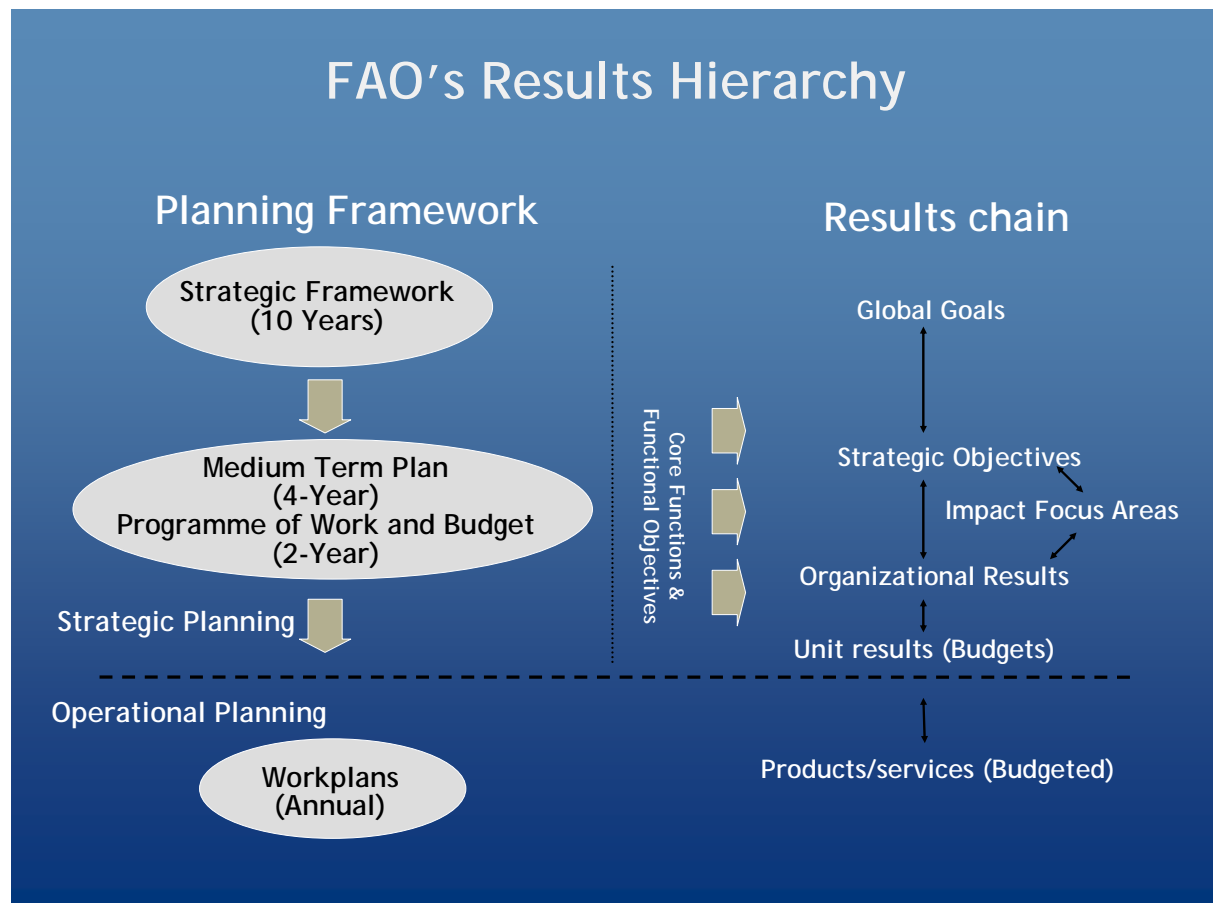 FAO's Results Hierarchy
Planning Framework
Strategic Framework
(10 Years)
Medium Term Plan
(4-Year)
Programme of Work and Budget
(2-Year)
Strategic Planning
Operational Planning
Workplans
(Annual)
Core Functions &
Functional Objectives
Results chain
Global Goals
Strategic Objectives
Impact Focus Areas
Organizational Results
Unit results (Budgets)
Products/services (Budgeted)